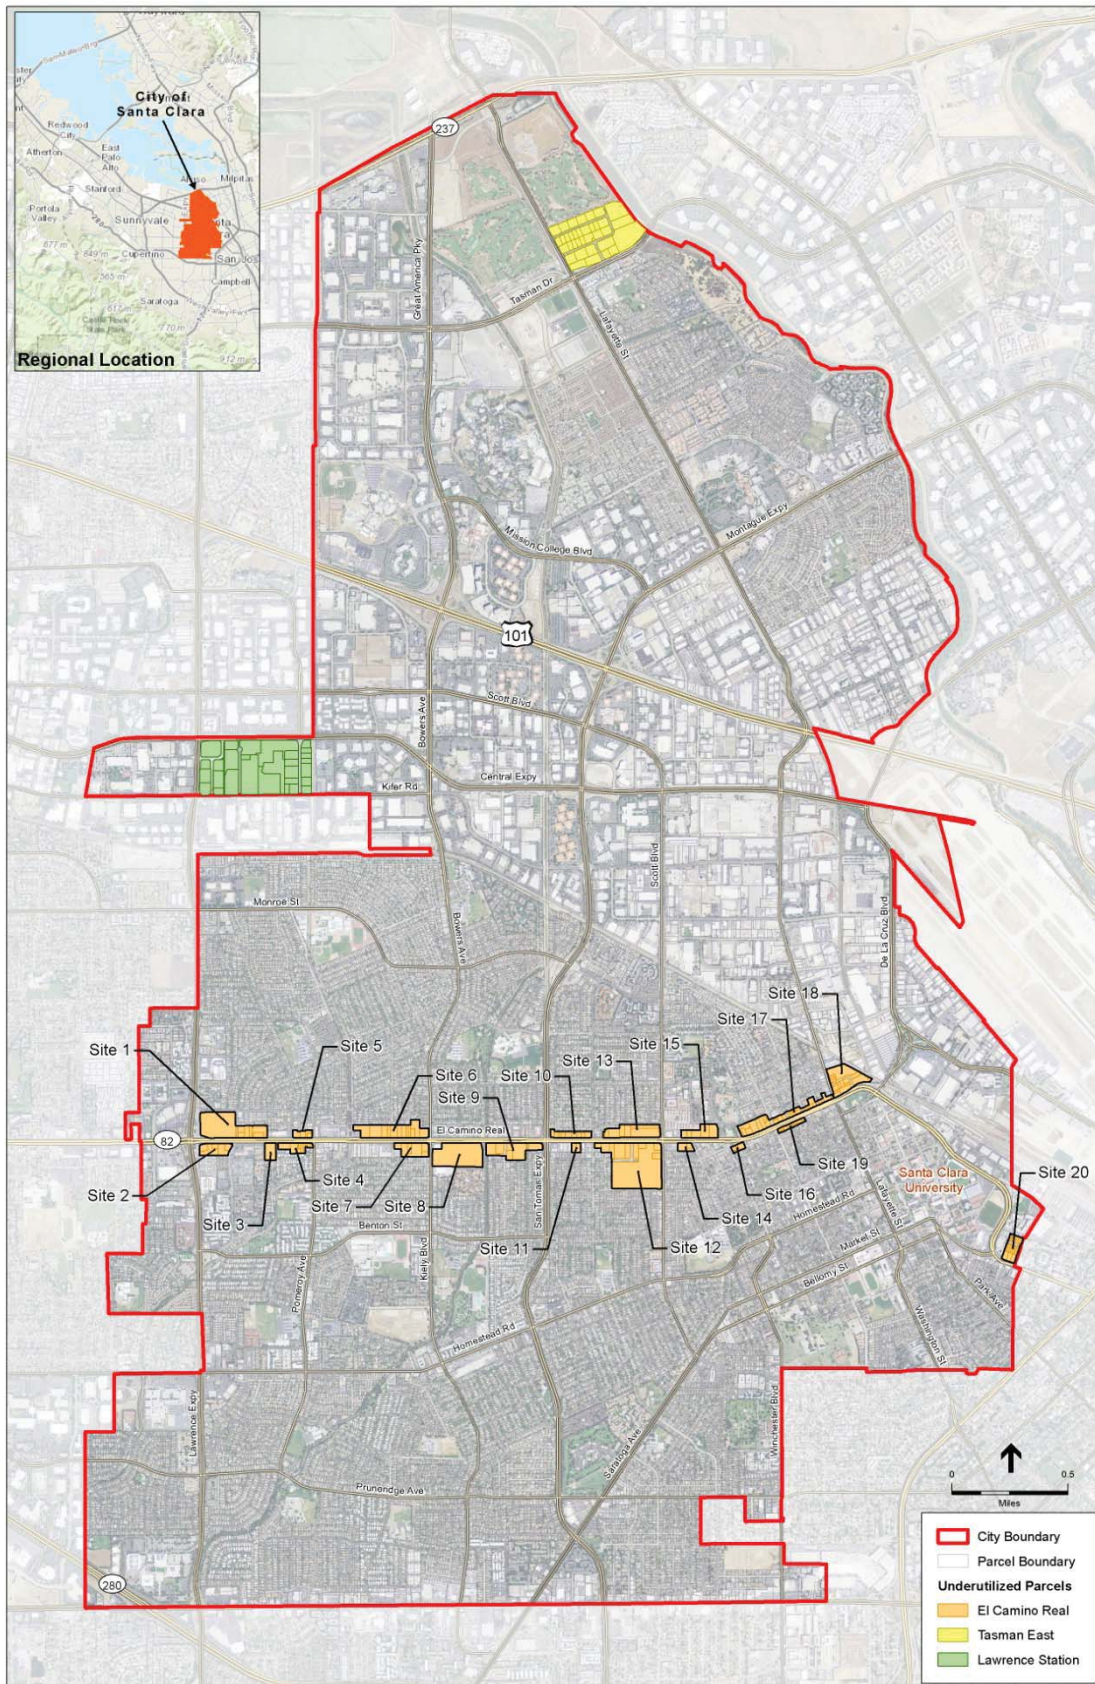 City of
Santa Clara
Redwood
City
Atherton
East
Palo
Alto
Stanford
Milpitas
Portola
Valley
Sunnyvale
280
877 m
849 m
Cupertino
Campbell
Saratoga
770 m
912 m
Regional Location
237
Great America Pky
Tasman Dr
Lafayette St
Montague Expy
Mission College Blvd
101
Scott Blvd
Bowers Ave
Central Expy
Kifer Rd
Scott Blvd
Monroe St
Bowers Ave
De La Cruz Blvd
Site 18
Site 17
Site 1
Site 5
Site 15
Site 13
Site 10
Site 6
Site 9
El Camino Real
82
Site 2
Site 3
Site 4
Site 7
Site 8
Benton St
San Tomas Expy
Site 11
Site 12
Site 14
Site 16
Site 19
Site 20
Santa Clara
University
Homestead Rd
Lafayette St
Market St
Bellomy St
Park Ave
Washington St
Pomeroy Ave
Kiely Blvd
Homestead Rd
Lawrence Expy
Saratoga Ave
Winchester Blvd
Pruneridge Ave
280
0
0.5
Miles
City Boundary
Parcel Boundary
Underutilized Parcels
El Camino Real
Tasman East
Lawrence Station